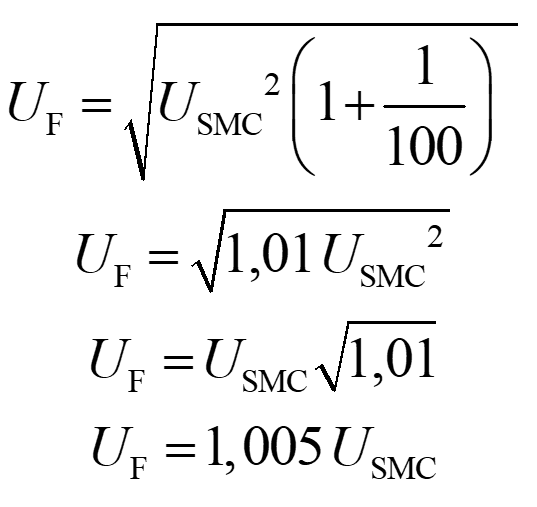 U_F = √(U_SMC² (1 + 1/100))
U_F = √(1,01 U_SMC²)
U_F = U_SMC √1,01
U_F = 1,005 U_SMC